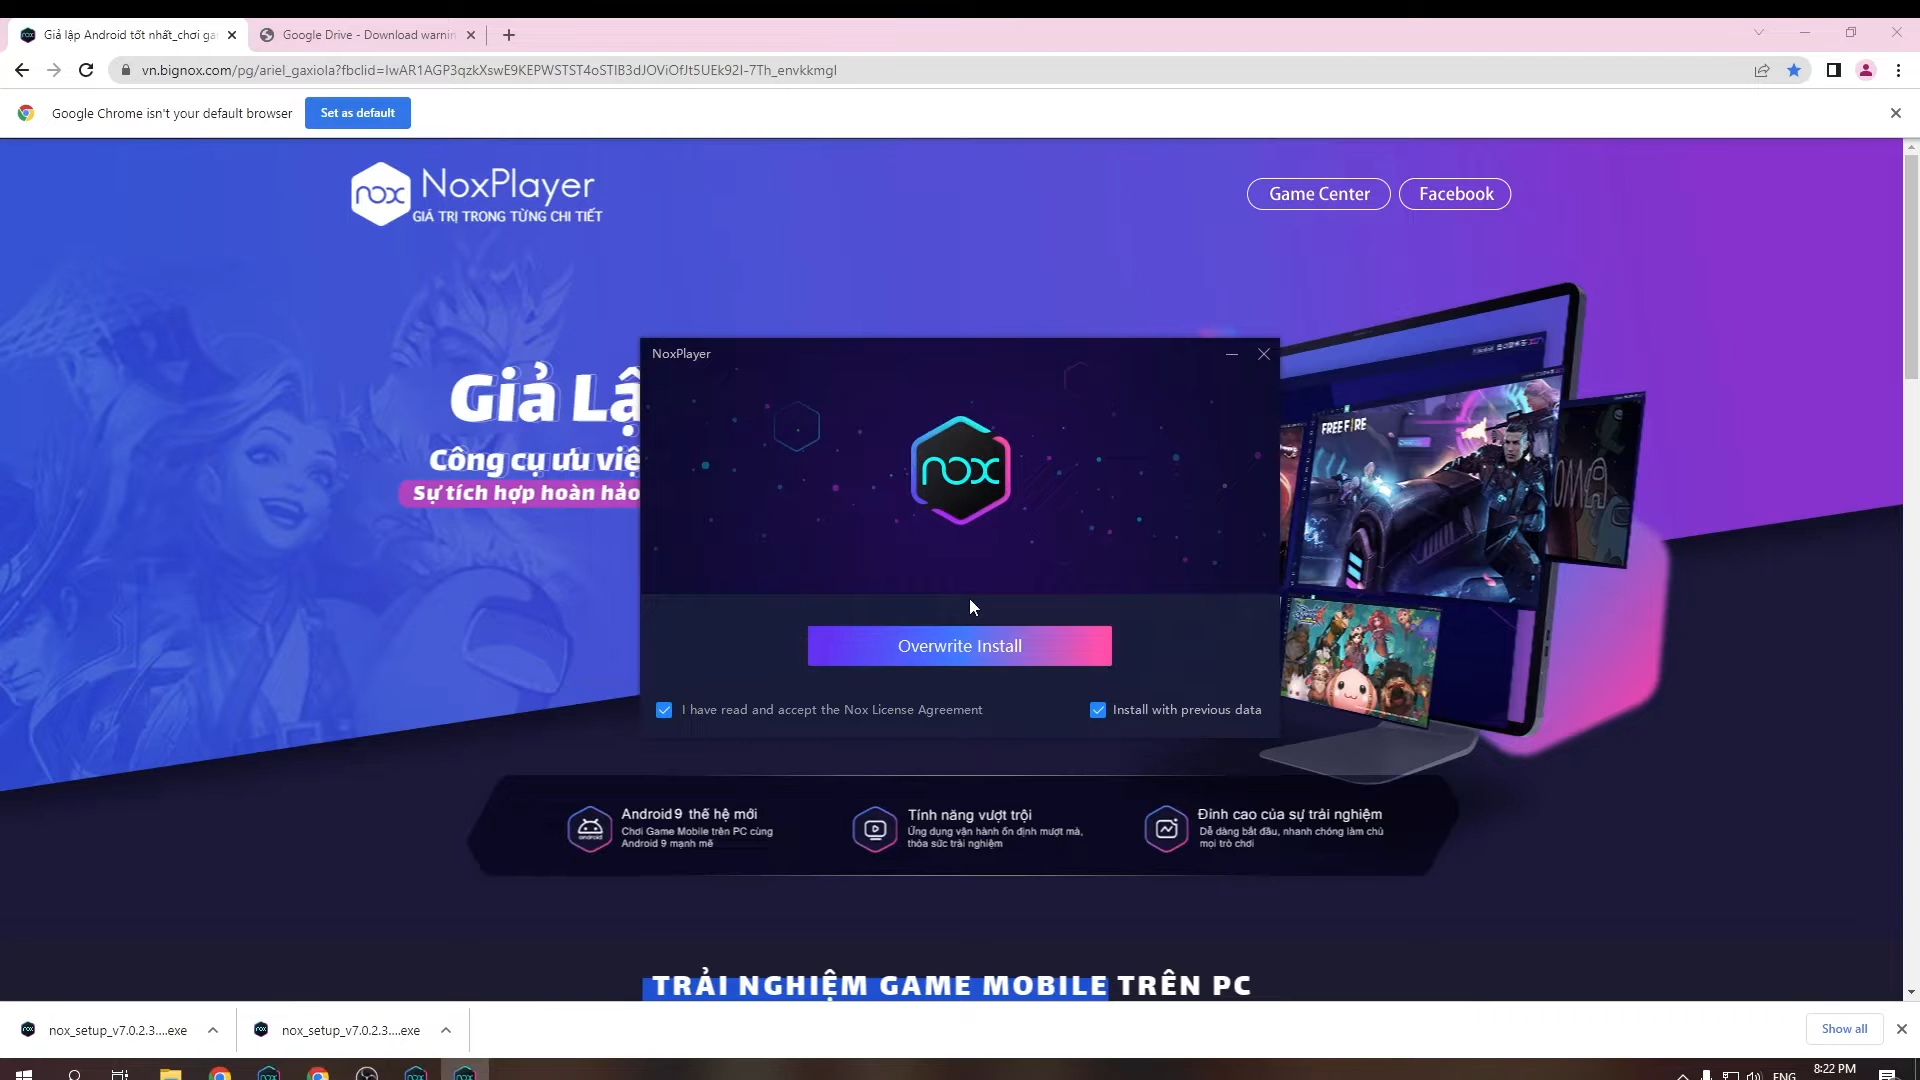 Giả lập Android tốt nhất_chơi ga
Google Drive - Download warnin
vn.bignox.com/pg/ariel_gaxiola?fbclid=IwAR1AGP3qzkXswE9KEPWSTST4oSTIB3dJOViOfJt5UEk92I-7Th_envkkmgI
Google Chrome isn't your default browser
Set as default
nox
NoxPlayer
GIÁ TRỊ TRONG TỪNG CHI TIẾT
Game Center
Facebook
NoxPlayer
Giả Lậ
Công cụ ưu việ
Sự tích hợp hoàn hảo
nox
FREE FIRE
Overwrite Install
I have read and accept the Nox License Agreement
Install with previous data
Android 9 thế hệ mới
Chơi Game Mobile trên PC cùng
Android 9 mạnh mẽ
Tính năng vượt trội
Ứng dụng vận hành ổn định mượt mà,
thỏa sức trải nghiệm
Đỉnh cao của sự trải nghiệm
Dễ dàng bắt đầu, nhanh chóng làm chủ
mọi trò chơi
TRẢI NGHIỆM GAME MOBILE TRÊN PC
nox_setup_v7.0.2.3....exe
nox_setup_v7.0.2.3....exe
Show all
ENG
8:22 PM